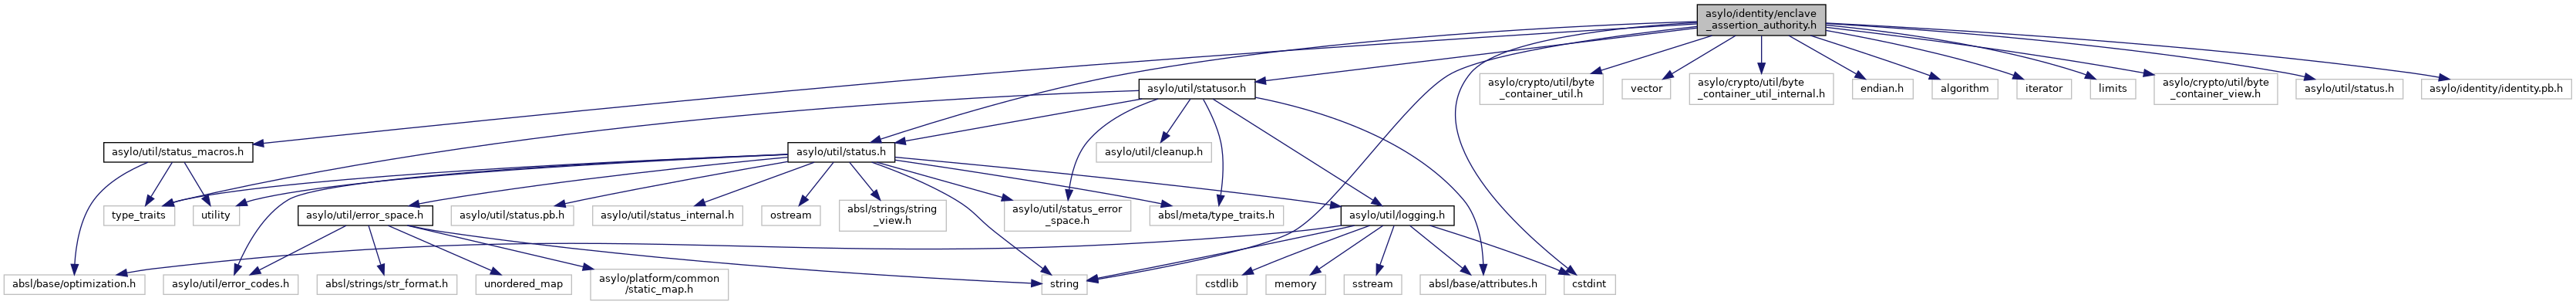 asylo/identity/enclave
_assertion_authority.h
asylo/util/statusor.h
asylo/crypto/util/byte
_container_util.h
vector
asylo/crypto/util/byte
_container_util_internal.h
endian.h
algorithm
iterator
limits
asylo/crypto/util/byte
_container_view.h
asylo/util/status.h
asylo/identity/identity.pb.h
asylo/util/status_macros.h
asylo/util/status.h
asylo/util/cleanup.h
type_traits
utility
asylo/util/error_space.h
asylo/util/status.pb.h
asylo/util/status_internal.h
ostream
absl/strings/string
_view.h
asylo/util/status_error
_space.h
absl/meta/type_traits.h
asylo/util/logging.h
absl/base/optimization.h
asylo/util/error_codes.h
absl/strings/str_format.h
unordered_map
asylo/platform/common
/static_map.h
string
cstdlib
memory
sstream
absl/base/attributes.h
cstdint